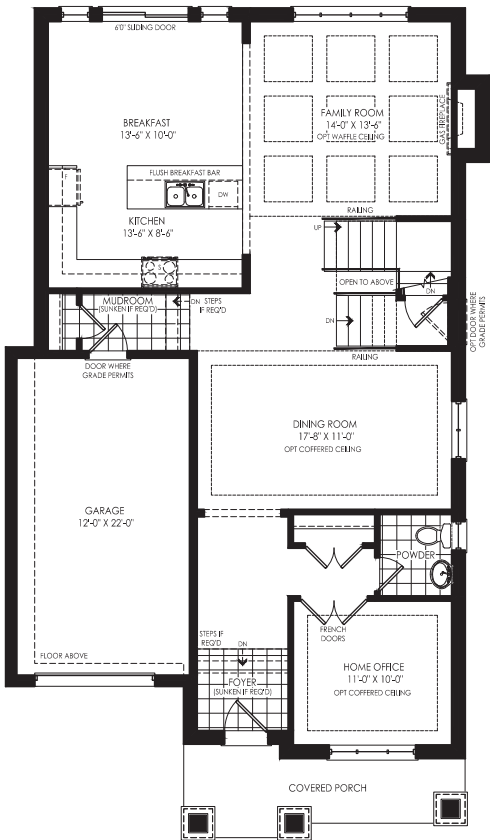 6'0" SLIDING DOOR
BREAKFAST
13'-6" X 10'-0"
FAMILY ROOM
14'-0" X 13'-6"
OPT WAFFLE CEILING
GAS FIREPLACE
FLUSH BREAKFAST BAR
DW
KITCHEN
13'-6" X 8'-6"
RAILING
UP
OPEN TO ABOVE
DN
S
MUDROOM
(SUNKEN IF REQ'D)
DN STEPS
IF REQ'D
DN
OPT DOOR WHERE
GRADE PERMITS
RAILING
DOOR WHERE
GRADE PERMITS
DINING ROOM
17'-8" X 11'-0"
OPT COFFERED CEILING
GARAGE
12'-0" X 22'-0"
POWDER
STEPS IF
REQ'D
DN
FRENCH
DOORS
FLOOR ABOVE
FOYER
(SUNKEN IF REQ'D)
HOME OFFICE
11'-0" X 10'-0"
OPT COFFERED CEILING
COVERED PORCH